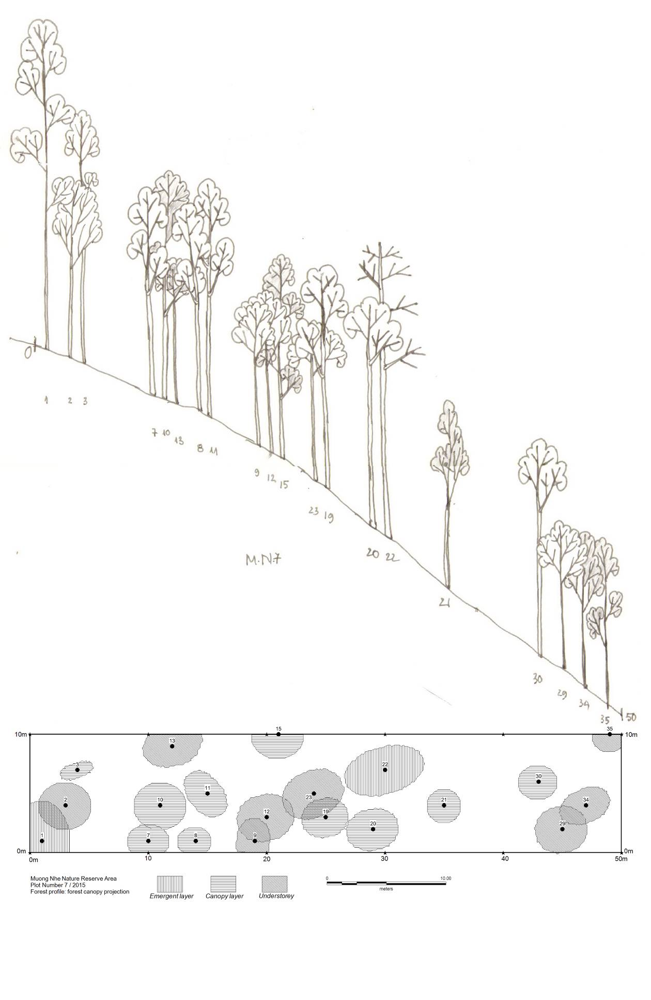 0
1 2 3
7 10 13 8 11
9 12 15
23 19
M.N.7
20 22
21
30
29
34
35
50
10m 15 35 10m
13
3
22
30
11
2 10 23 21 34
12 19
29
20
1 7 8 9
0m 0m
0m 10 20 30 40 50m
Muong Nhe Nature Reserve Area
Plot Number 7 / 2015
Forest profile: forest canopy projection
Emergent layer Canopy layer Understorey
0 10.00
meters